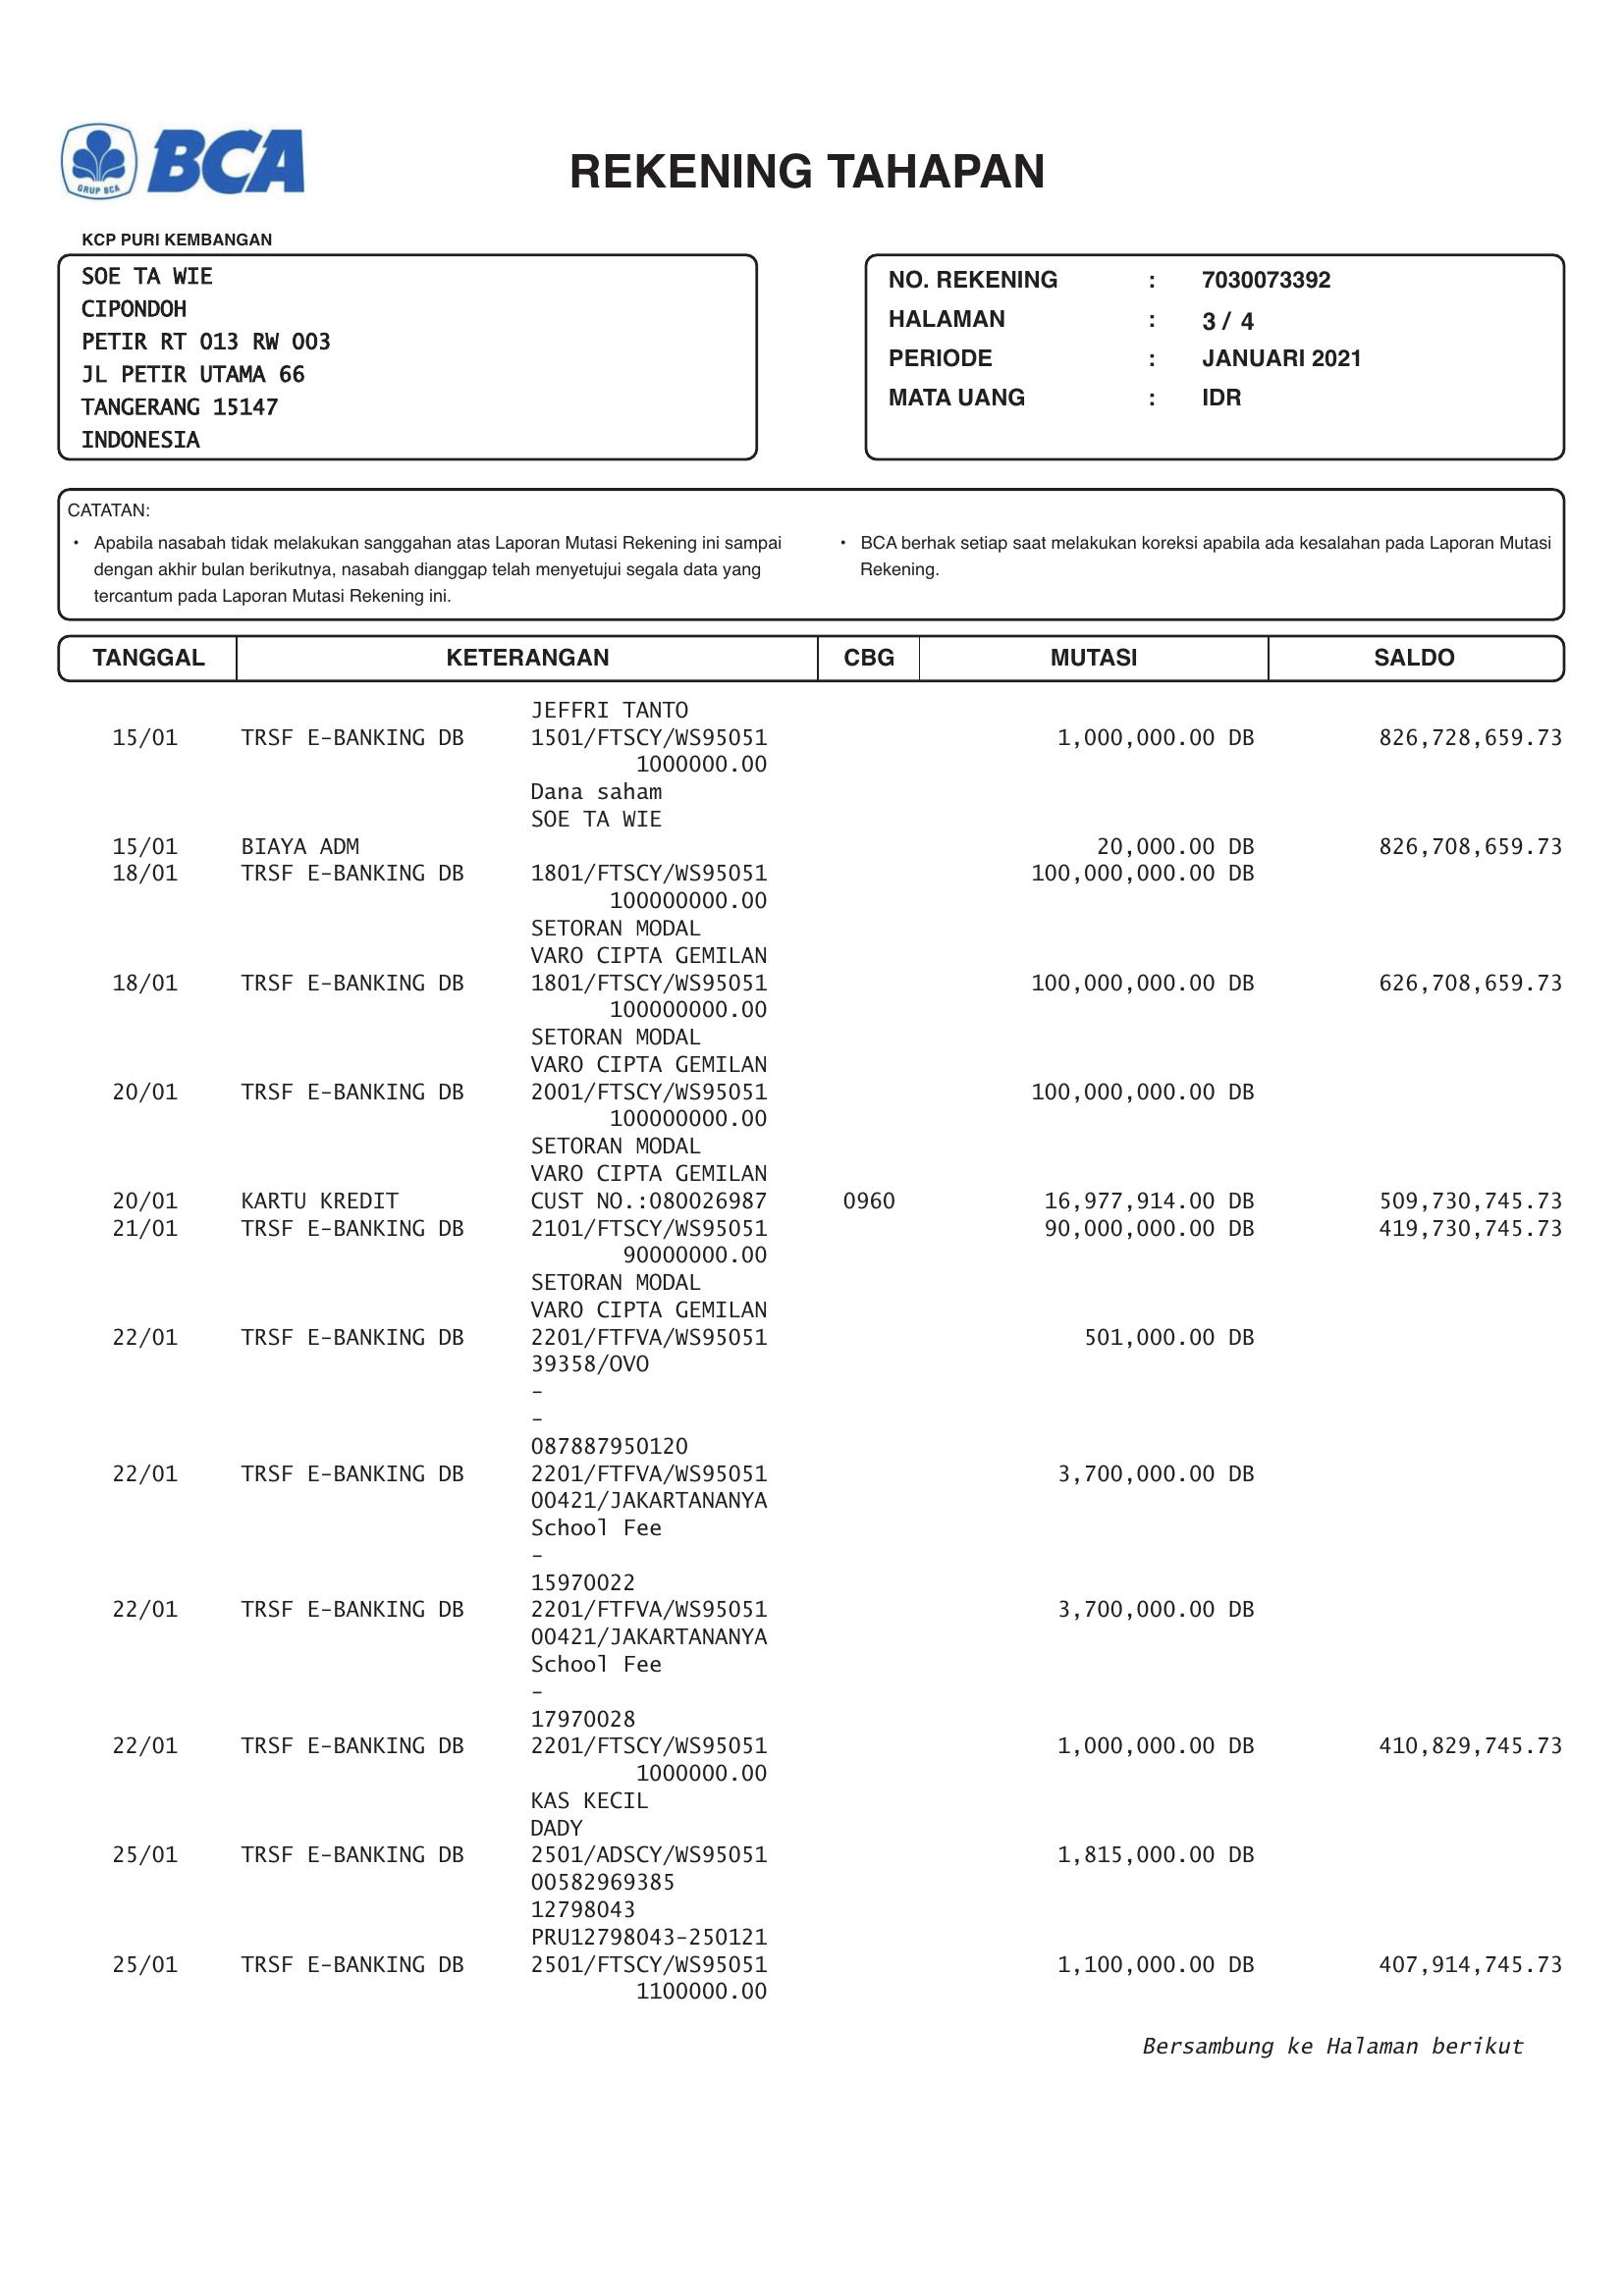 GRUP BCA
BCA
REKENING TAHAPAN
KCP PURI KEMBANGAN
SOE TA WIE
CIPONDOH
PETIR RT 013 RW 003
JL PETIR UTAMA 66
TANGERANG 15147
INDONESIA
NO. REKENING : 7030073392
HALAMAN : 3 / 4
PERIODE : JANUARI 2021
MATA UANG : IDR
CATATAN:
• Apabila nasabah tidak melakukan sanggahan atas Laporan Mutasi Rekening ini sampai
dengan akhir bulan berikutnya, nasabah dianggap telah menyetujui segala data yang
tercantum pada Laporan Mutasi Rekening ini.
• BCA berhak setiap saat melakukan koreksi apabila ada kesalahan pada Laporan Mutasi
Rekening.
TANGGAL KETERANGAN CBG MUTASI SALDO
JEFFRI TANTO
15/01 TRSF E-BANKING DB 1501/FTSCY/WS95051 1,000,000.00 DB 826,728,659.73
1000000.00
Dana saham
SOE TA WIE
15/01 BIAYA ADM 20,000.00 DB 826,708,659.73
18/01 TRSF E-BANKING DB 1801/FTSCY/WS95051 100,000,000.00 DB
100000000.00
SETORAN MODAL
VARO CIPTA GEMILAN
18/01 TRSF E-BANKING DB 1801/FTSCY/WS95051 100,000,000.00 DB 626,708,659.73
100000000.00
SETORAN MODAL
VARO CIPTA GEMILAN
20/01 TRSF E-BANKING DB 2001/FTSCY/WS95051 100,000,000.00 DB
100000000.00
SETORAN MODAL
VARO CIPTA GEMILAN
20/01 KARTU KREDIT CUST NO.:080026987 0960 16,977,914.00 DB 509,730,745.73
21/01 TRSF E-BANKING DB 2101/FTSCY/WS95051 90,000,000.00 DB 419,730,745.73
90000000.00
SETORAN MODAL
VARO CIPTA GEMILAN
22/01 TRSF E-BANKING DB 2201/FTFVA/WS95051 501,000.00 DB
39358/OVO
-
-
087887950120
22/01 TRSF E-BANKING DB 2201/FTFVA/WS95051 3,700,000.00 DB
00421/JAKARTANANYA
School Fee
-
15970022
22/01 TRSF E-BANKING DB 2201/FTFVA/WS95051 3,700,000.00 DB
00421/JAKARTANANYA
School Fee
-
17970028
22/01 TRSF E-BANKING DB 2201/FTSCY/WS95051 1,000,000.00 DB 410,829,745.73
1000000.00
KAS KECIL
DADY
25/01 TRSF E-BANKING DB 2501/ADSCY/WS95051 1,815,000.00 DB
00582969385
12798043
PRU12798043-250121
25/01 TRSF E-BANKING DB 2501/FTSCY/WS95051 1,100,000.00 DB 407,914,745.73
1100000.00
Bersambung ke Halaman berikut